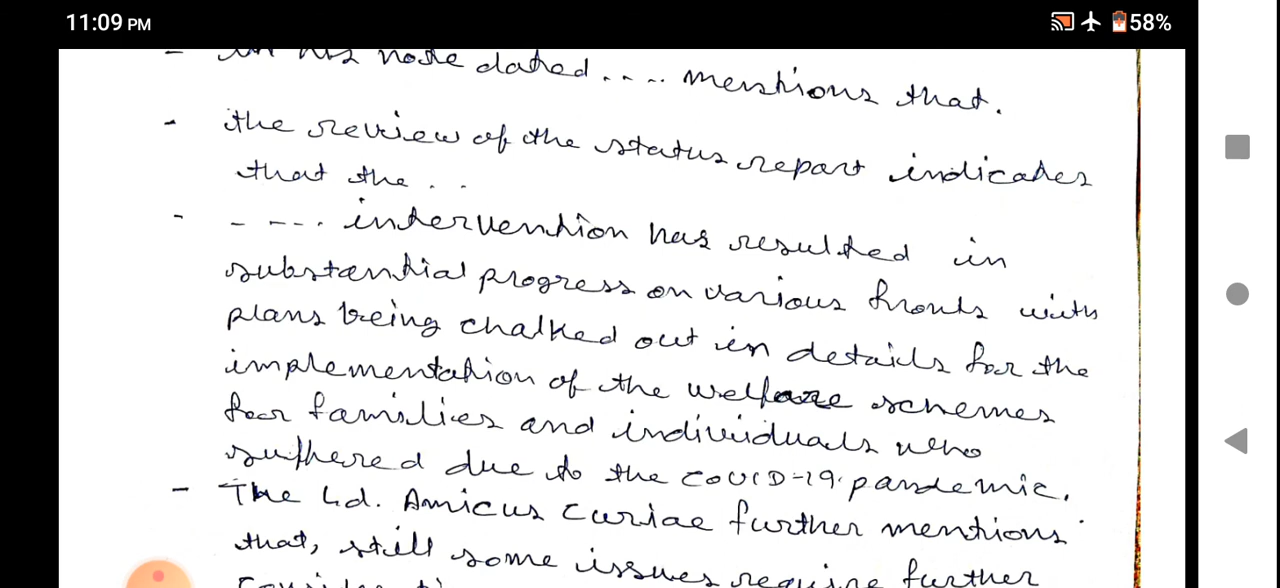 11:09 PM
58%
- in his note dated .... mentions that.
- the review of the status report indicates
that the ..
- - ---. intervention has resulted in
substantial progress on various fronts with
plans being chalked out in details for the
implementation of the welfare schemes
for families and individuals who
suffered due to the COVID-19 pandemic.
- The Ld. Amicus Curiae further mentions
that, still some issues require further